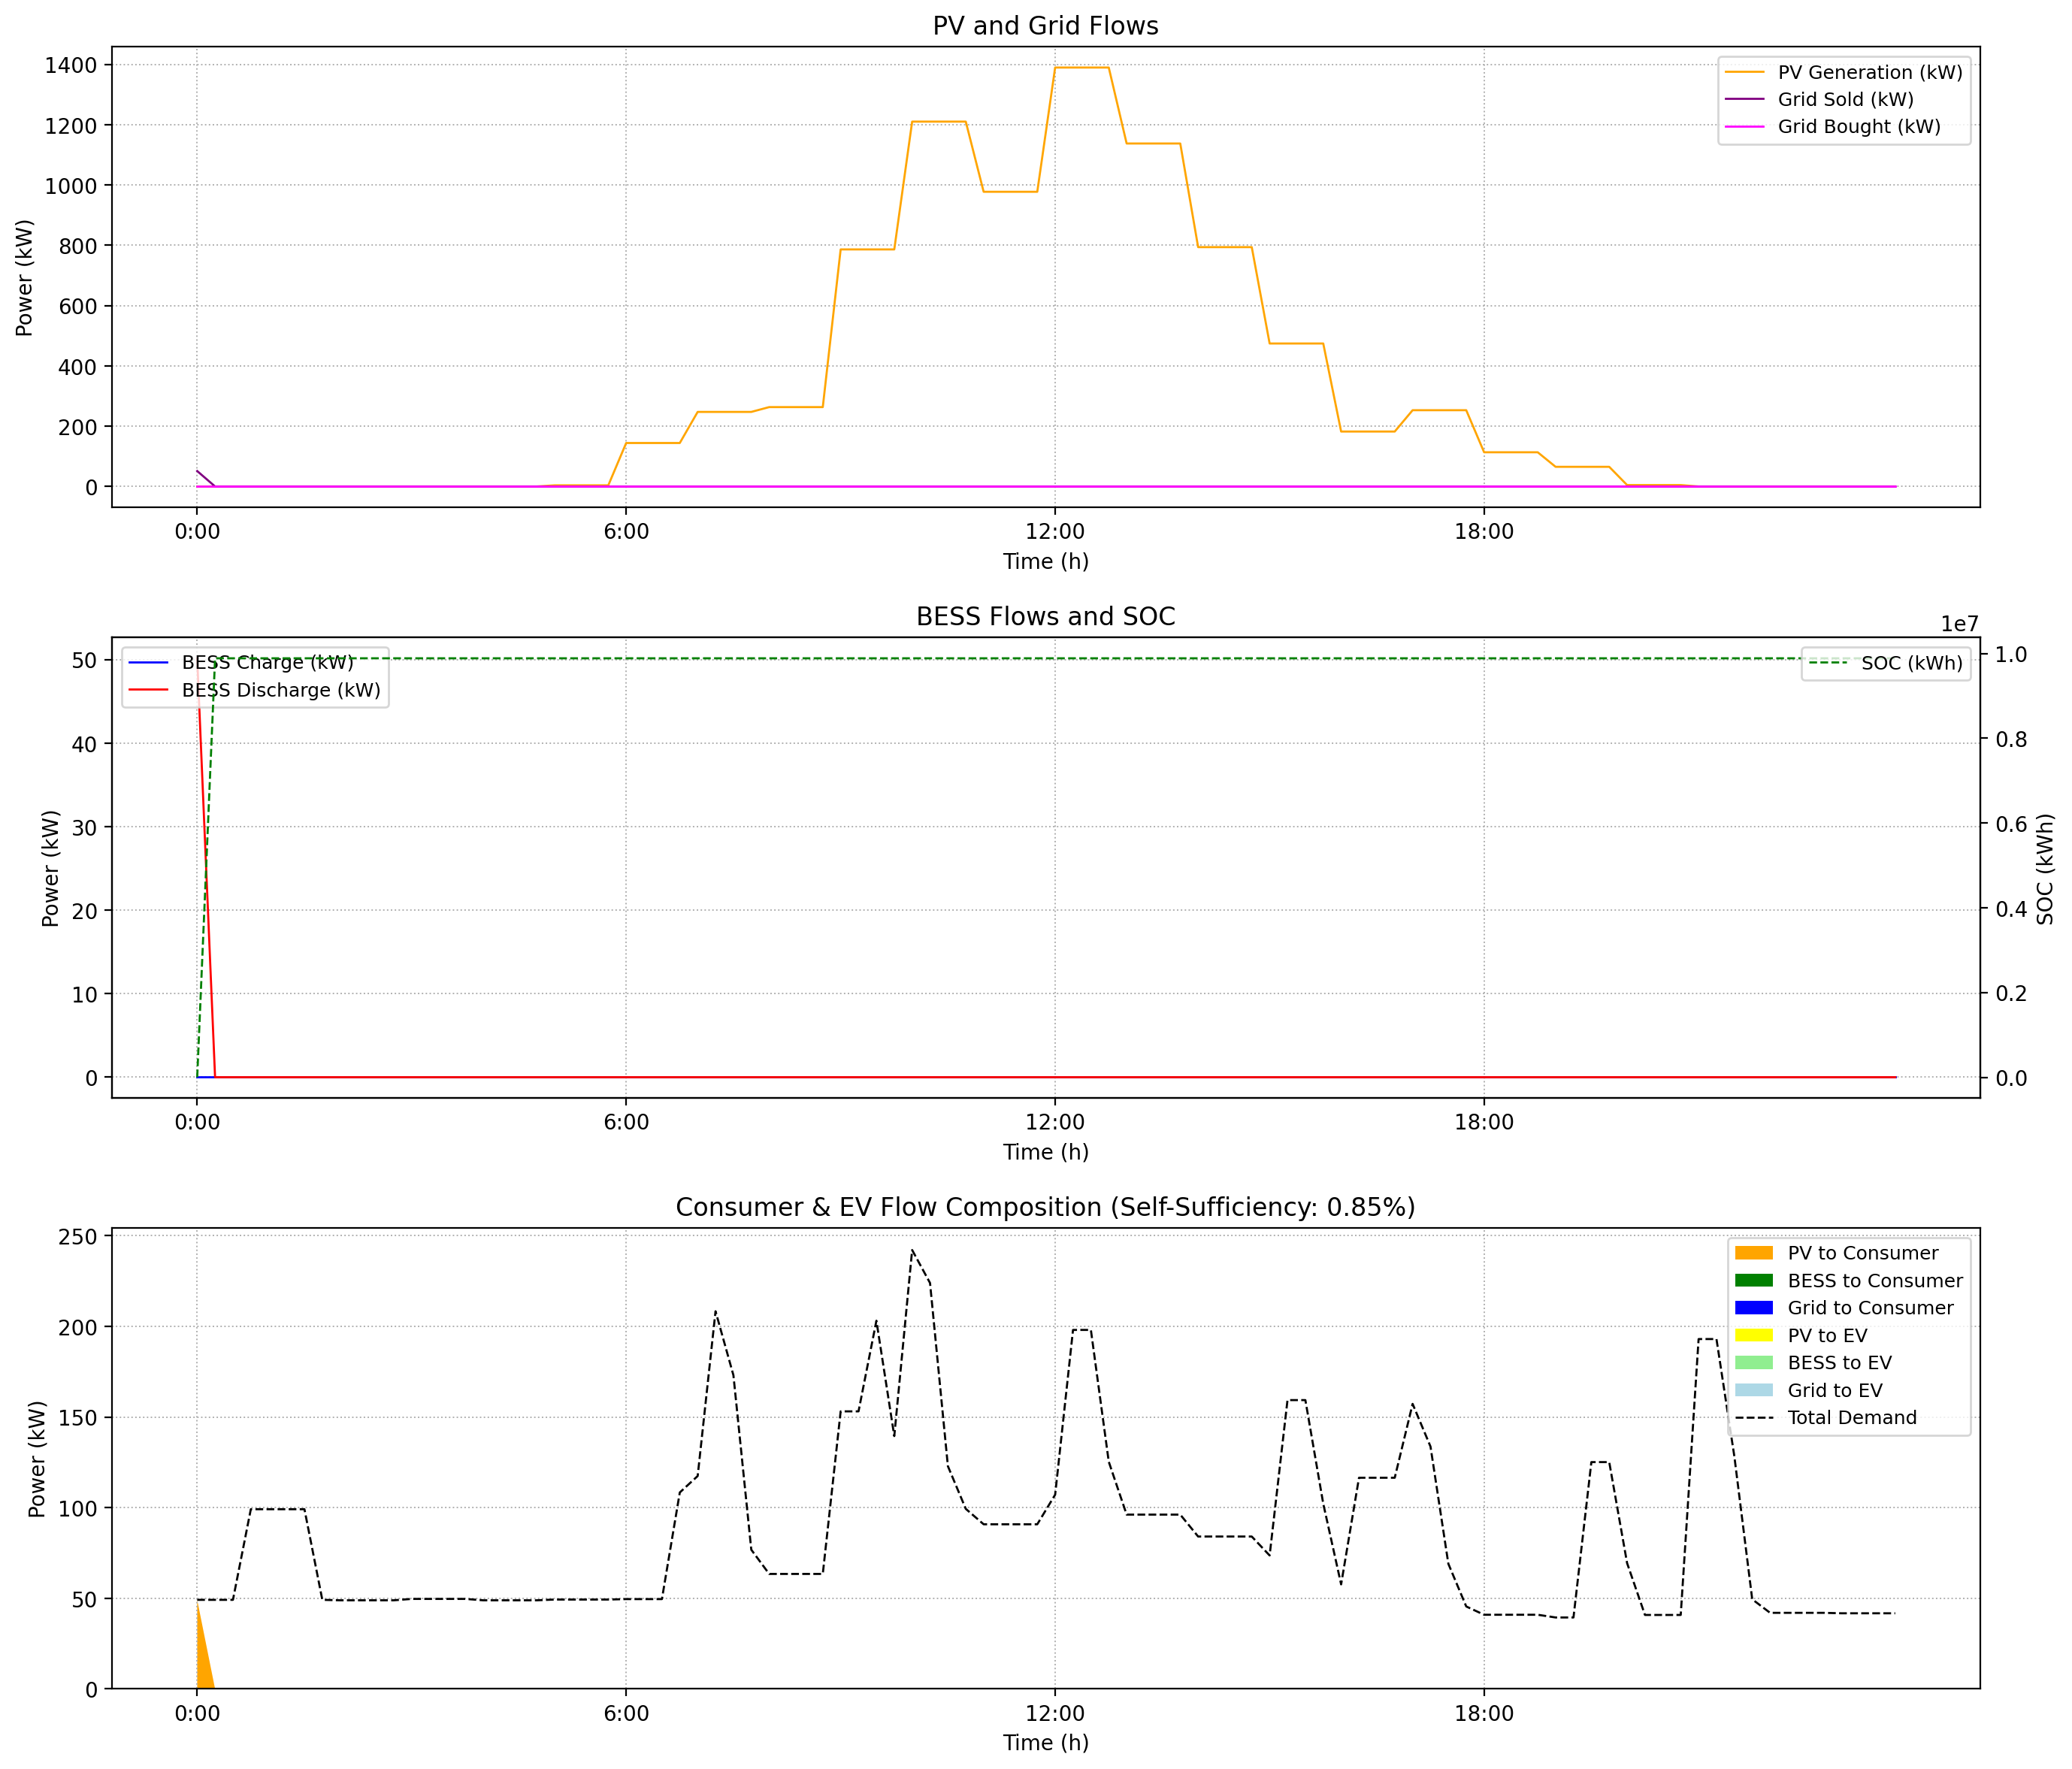 PV and Grid Flows
Power (kW)
1400
1200
1000
800
600
400
200
0
PV Generation (kW)
Grid Sold (kW)
Grid Bought (kW)
0:00 6:00 12:00 18:00
Time (h)
BESS Flows and SOC
1e7
Power (kW)
50
40
30
20
10
0
BESS Charge (kW)
BESS Discharge (kW)
SOC (kWh)
1.0
0.8
0.6
0.4
0.2
0.0
SOC (kWh)
0:00 6:00 12:00 18:00
Time (h)
Consumer & EV Flow Composition (Self-Sufficiency: 0.85%)
Power (kW)
250
200
150
100
50
0
PV to Consumer
BESS to Consumer
Grid to Consumer
PV to EV
BESS to EV
Grid to EV
Total Demand
0:00 6:00 12:00 18:00
Time (h)